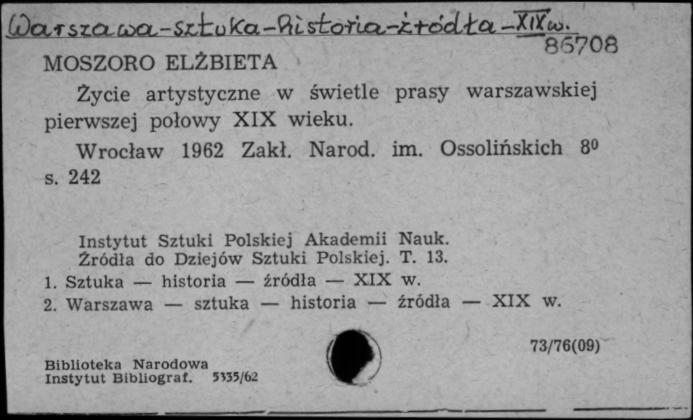 Warszawa-sztuka-historia-źródła-XIXw.
86708
MOSZORO ELŻBIETA
Życie artystyczne w świetle prasy warszawskiej
pierwszej połowy XIX wieku.
Wrocław 1962 Zakł. Narod. im. Ossolińskich 8⁰
s. 242
Instytut Sztuki Polskiej Akademii Nauk.
Źródła do Dziejów Sztuki Polskiej. T. 13.
1. Sztuka — historia — źródła — XIX w.
2. Warszawa — sztuka — historia — źródła — XIX w.
73/76(09)
Biblioteka Narodowa
Instytut Bibliograf. 5335/62